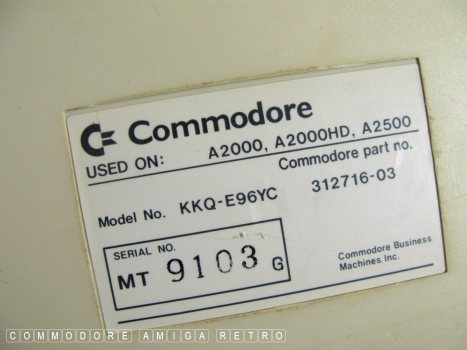 Commodore
USED ON: A2000, A2000HD, A2500
Commodore part no.
Model No. KKQ-E96YC 312716-03
SERIAL NO.
MT 9103 G
Commodore Business
Machines, Inc.
COMMODORE AMIGA RETRO